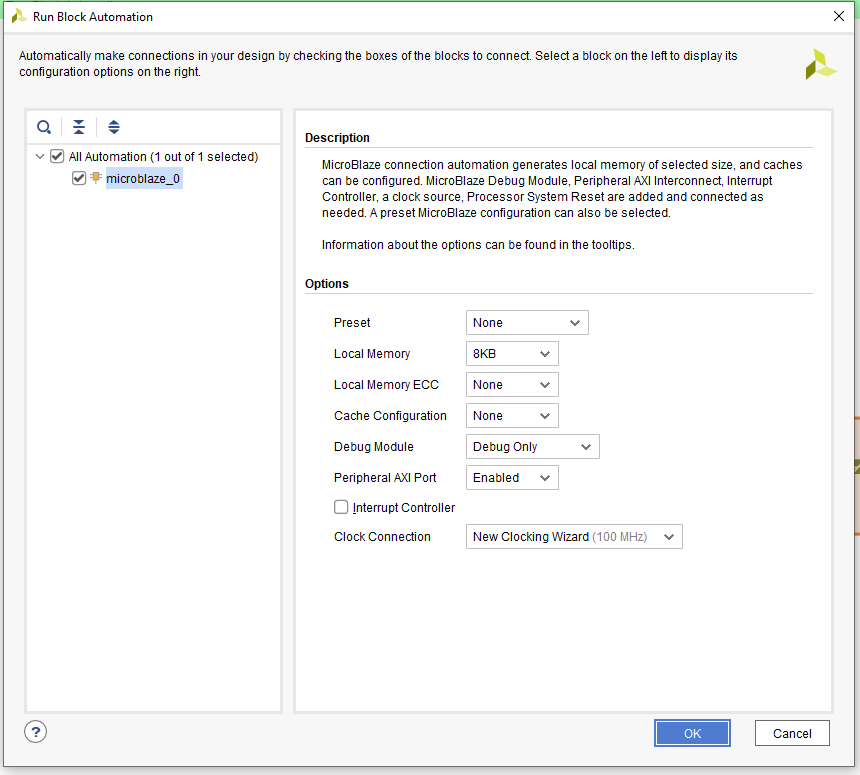 Run Block Automation
Automatically make connections in your design by checking the boxes of the blocks to connect. Select a block on the left to display its
configuration options on the right.
All Automation (1 out of 1 selected)
microblaze_0
Description
MicroBlaze connection automation generates local memory of selected size, and caches
can be configured. MicroBlaze Debug Module, Peripheral AXI Interconnect, Interrupt
Controller, a clock source, Processor System Reset are added and connected as
needed. A preset MicroBlaze configuration can also be selected.
Information about the options can be found in the tooltips.
Options
Preset None
Local Memory 8KB
Local Memory ECC None
Cache Configuration None
Debug Module Debug Only
Peripheral AXI Port Enabled
Interrupt Controller
Clock Connection New Clocking Wizard (100 MHz)
? OK Cancel